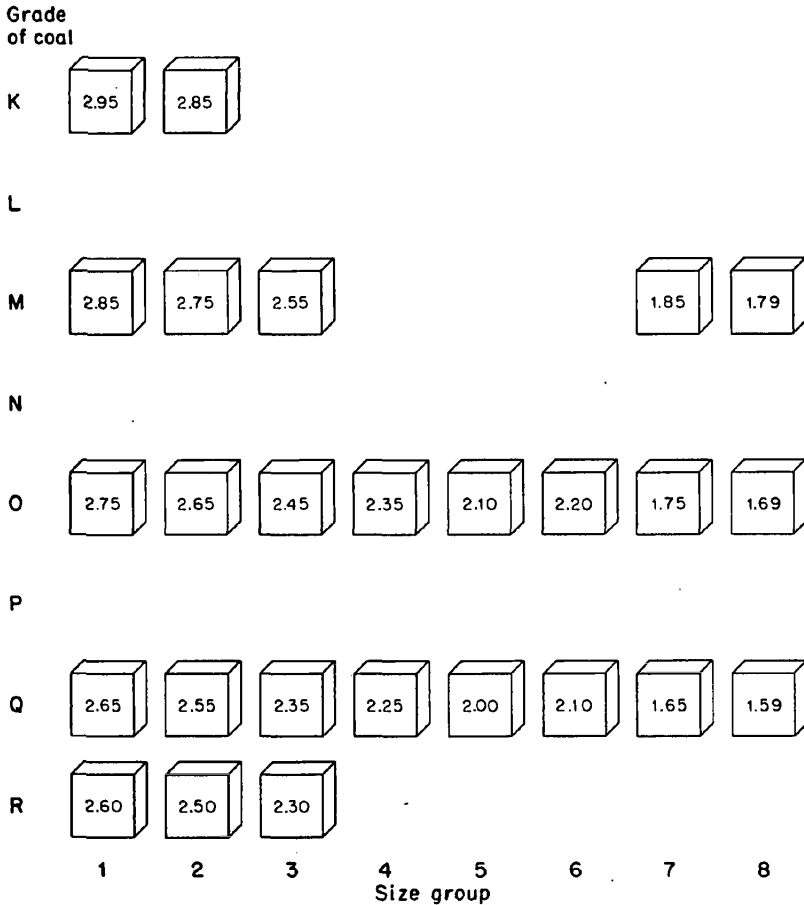 Grade
of coal
K 2.95 2.85
L
M 2.85 2.75 2.55 1.85 1.79
N
O 2.75 2.65 2.45 2.35 2.10 2.20 1.75 1.69
P
Q 2.65 2.55 2.35 2.25 2.00 2.10 1.65 1.59
R 2.60 2.50 2.30
1 2 3 4 5 6 7 8
Size group